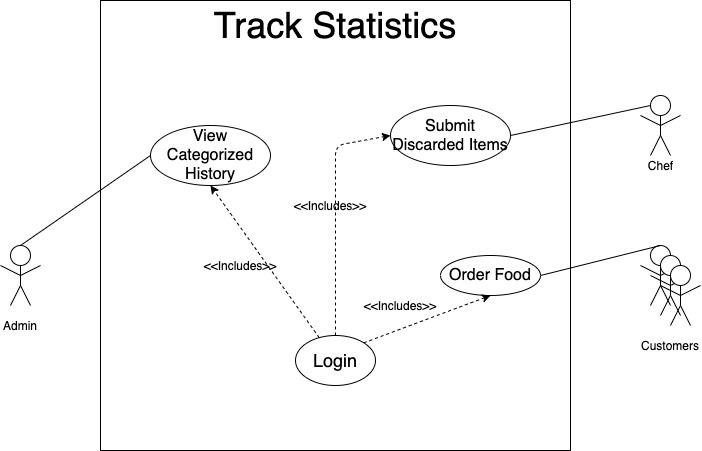 Track Statistics
View
Categorized
History
Submit
Discarded Items
Chef
<<Includes>>
<<Includes>>
Order Food
Admin
<<Includes>>
Customers
Login